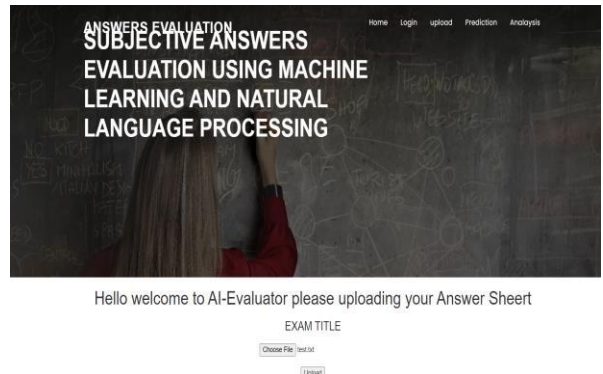 ANSWERS EVALUATION
Home Login upload Prediction Analaysis
SUBJECTIVE ANSWERS
EVALUATION USING MACHINE
LEARNING AND NATURAL
LANGUAGE PROCESSING
Hello welcome to AI-Evaluator please uploading your Answer Sheert
EXAM TITLE
Choose File test.txt
Upload